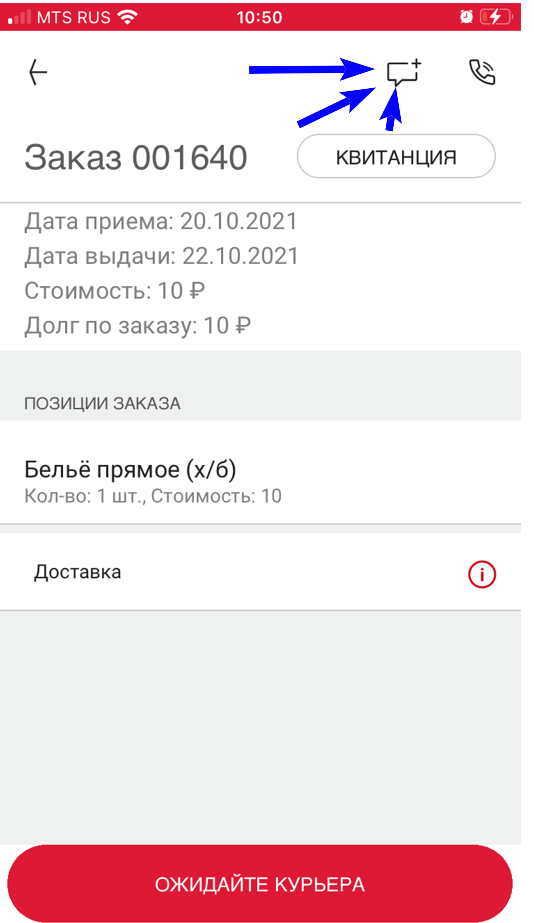 MTS RUS 10:50
Заказ 001640
КВИТАНЦИЯ
Дата приема: 20.10.2021
Дата выдачи: 22.10.2021
Стоимость: 10 ₽
Долг по заказу: 10 ₽
ПОЗИЦИИ ЗАКАЗА
Бельё прямое (х/б)
Кол-во: 1 шт., Стоимость: 10
Доставка
ОЖИДАЙТЕ КУРЬЕРА